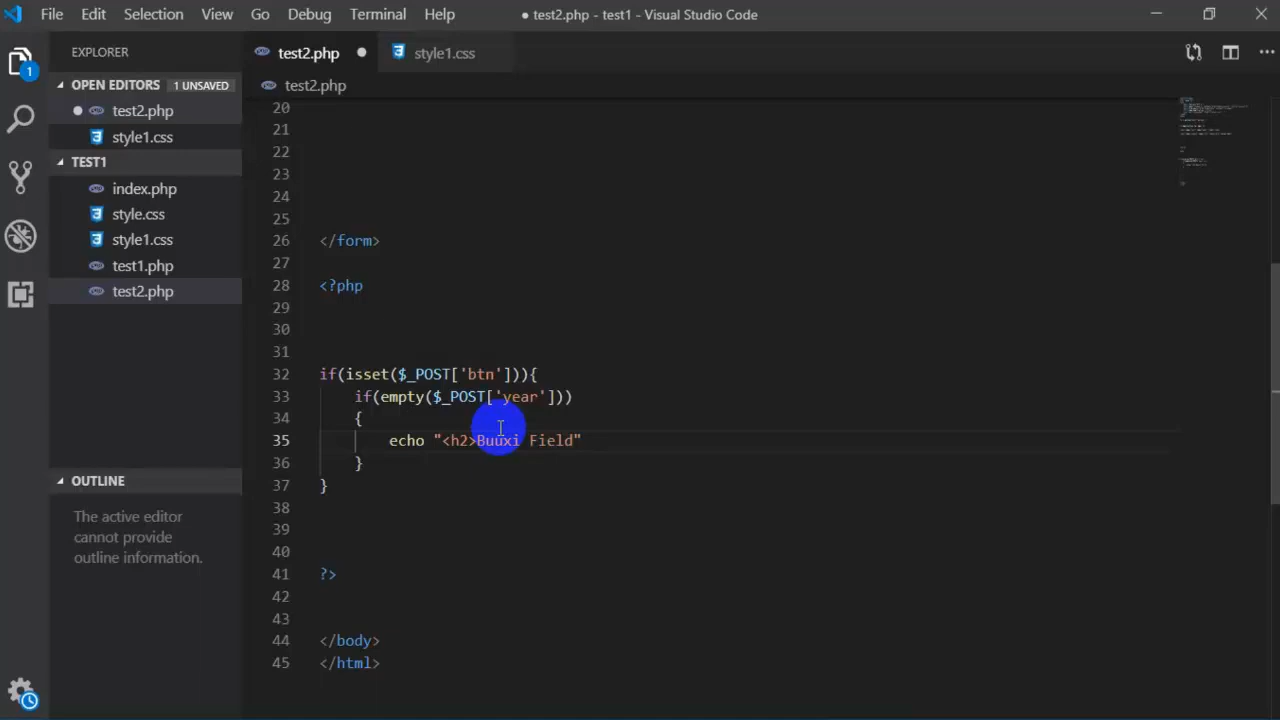 File Edit Selection View Go Debug Terminal Help ● test2.php - test1 - Visual Studio Code
EXPLORER
OPEN EDITORS 1 UNSAVED
test2.php
style1.css
TEST1
index.php
style.css
style1.css
test1.php
test2.php
OUTLINE
The active editor
cannot provide
outline information.
1
test2.php ● style1.css
test2.php
20
21
22
23
24
25
26 </form>
27
28 <?php
29
30
31
32 if(isset($_POST['btn'])){
33 if(empty($_POST['year']))
34 {
35 echo "<h2>Buuxi Field"
36 }
37 }
38
39
40
41 ?>
42
43
44 </body>
45 </html>